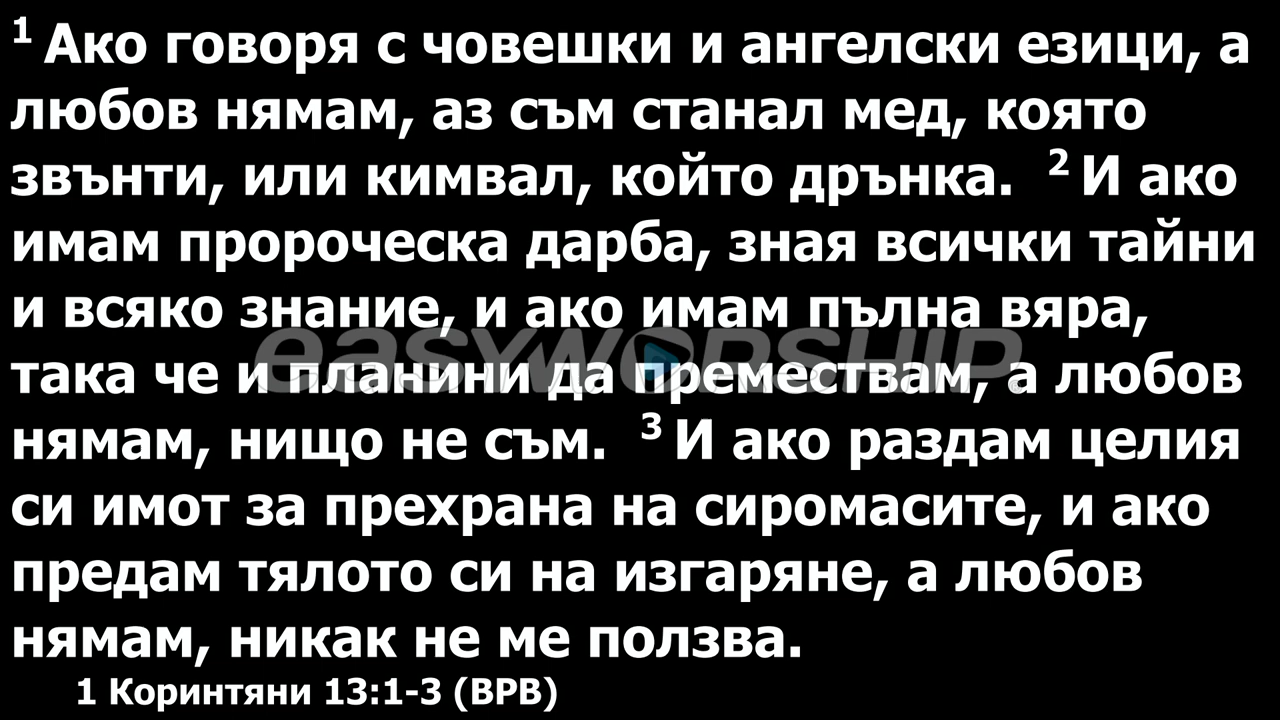 1 Ако говоря с човешки и ангелски езици, а
любов нямам, аз съм станал мед, която
звънти, или кимвал, който дрънка. 2 И ако
имам пророческа дарба, зная всички тайни
и всяко знание, и ако имам пълна вяра,
така че и планини да премествам, а любов
нямам, нищо не съм. 3 И ако раздам целия
си имот за прехрана на сиромасите, и ако
предам тялото си на изгаряне, а любов
нямам, никак не ме ползва.
1 Коринтяни 13:1-3 (ВРВ)
easyworship